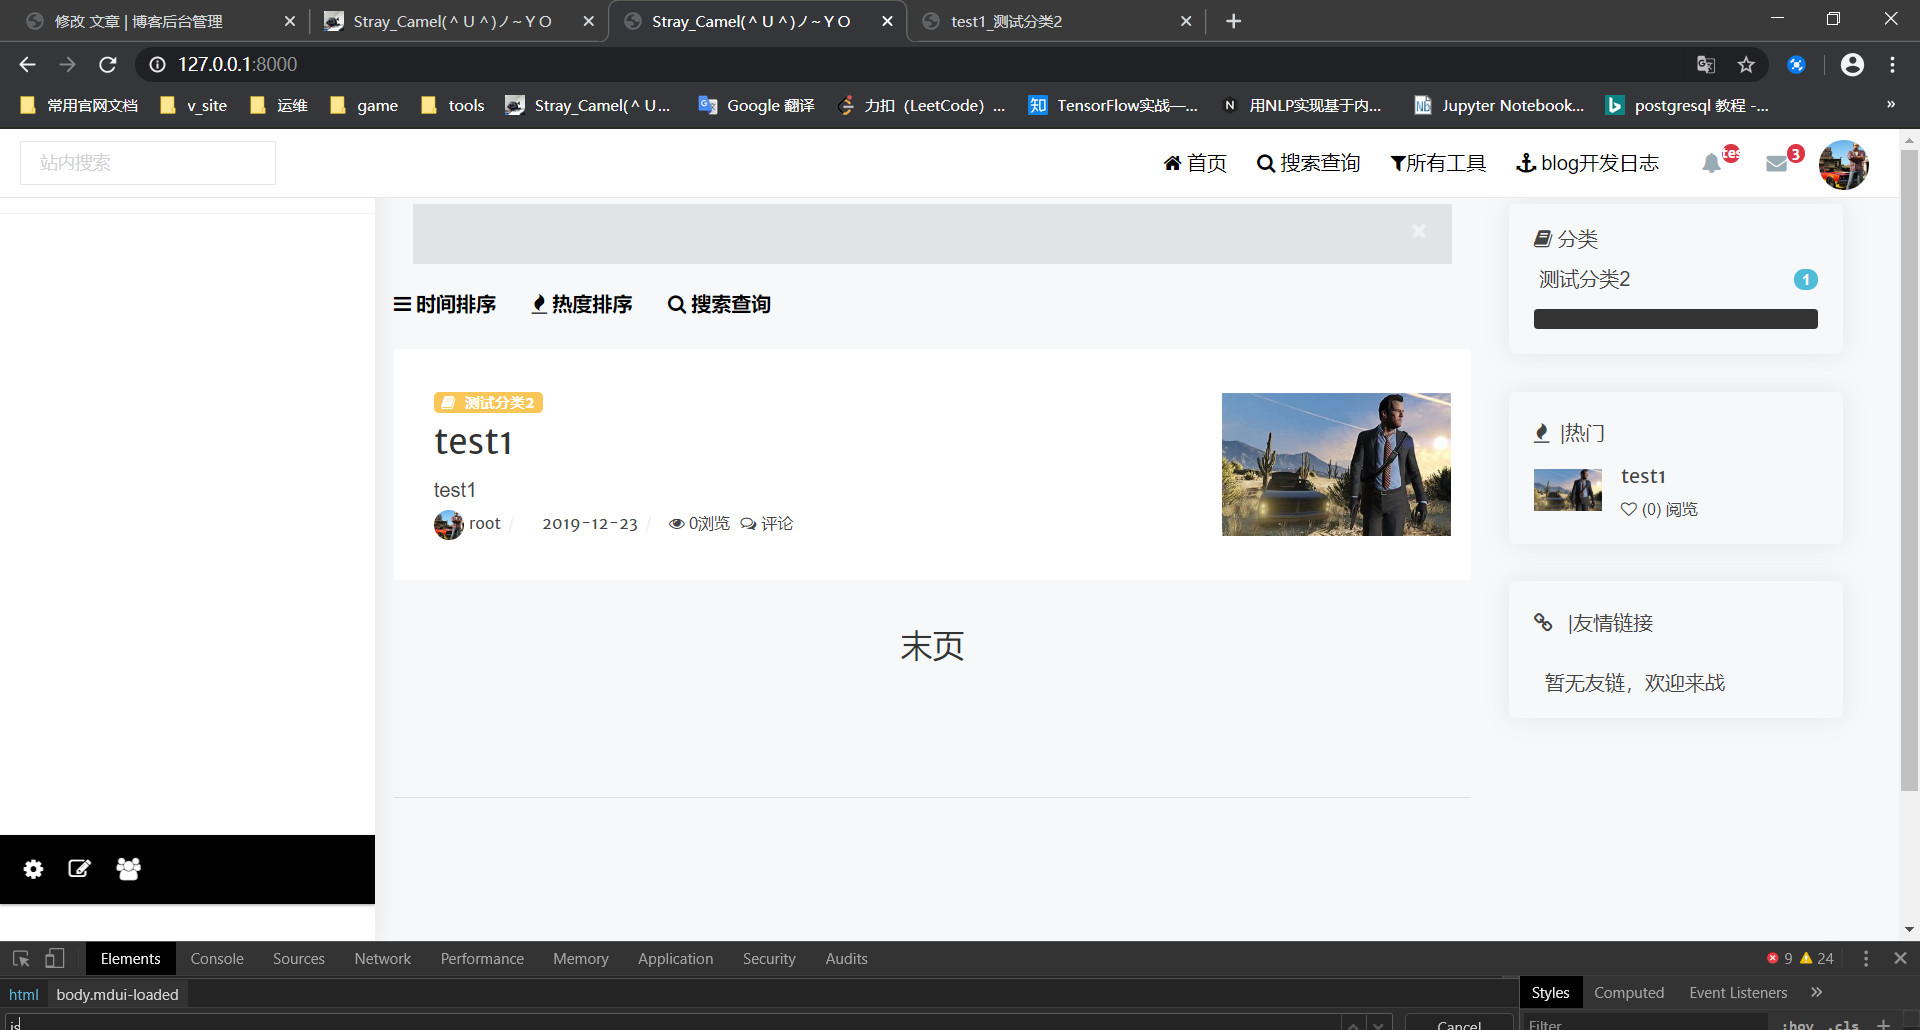 修改 文章 | 博客后台管理
Stray_Camel(＾U＾)ノ~ＹＯ
Stray_Camel(＾U＾)ノ~ＹＯ
test1_测试分类2
127.0.0.1:8000
常用官网文档 v_site 运维 game tools Stray_Camel(＾U... Google 翻译 力扣（LeetCode）... TensorFlow实战—... 用NLP实现基于内... Jupyter Notebook... postgresql 教程 -... »
站内搜索
首页 搜索查询 所有工具 blog开发日志 tes 3
时间排序 热度排序 搜索查询
测试分类2
test1
test1
root / 2019-12-23 / 0浏览 评论
末页
分类
测试分类2 1
|热门
test1
(0) 阅览
|友情链接
暂无友链，欢迎来战
Elements Console Sources Network Performance Memory Application Security Audits 9 24
html body.mdui-loaded
Styles Computed Event Listeners »
is Cancel
Filter :hov .cls +